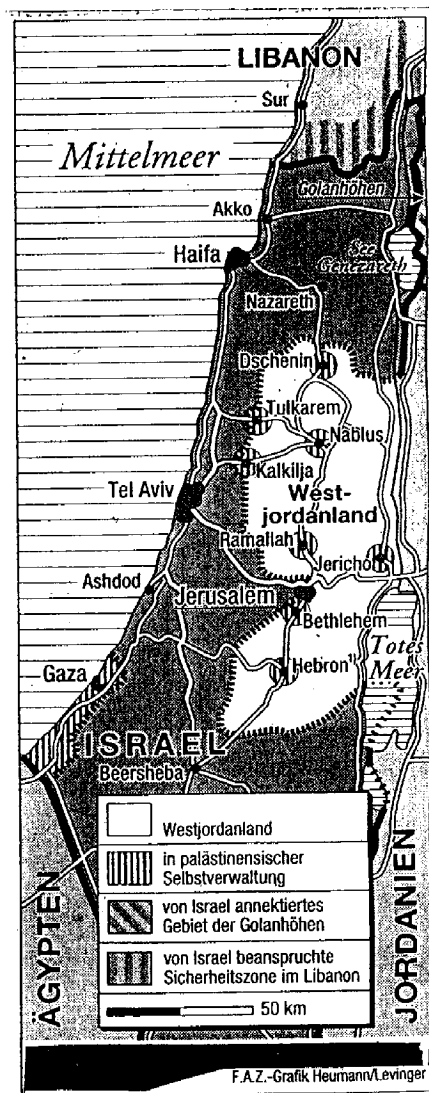 LIBANON
Sur
Mittelmeer
Golanhöhen
Akko
See
Genezareth
Haifa
Nazareth
Dschenin
Tulkarem
Nablus
Kalkilja
Tel Aviv
West-
jordanland
Ramallah
Jericho
Ashdod
Jerusalem
Bethlehem
Totes
Meer
Hebron
Gaza
ISRAEL
Beersheba
Westjordanland
in palästinensischer
Selbstverwaltung
von Israel annektiertes
Gebiet der Golanhöhen
von Israel beanspruchte
Sicherheitszone im Libanon
50 km
ÄGYPTEN
JORDANIEN
F.A.Z.-Grafik Heumann/Levinger